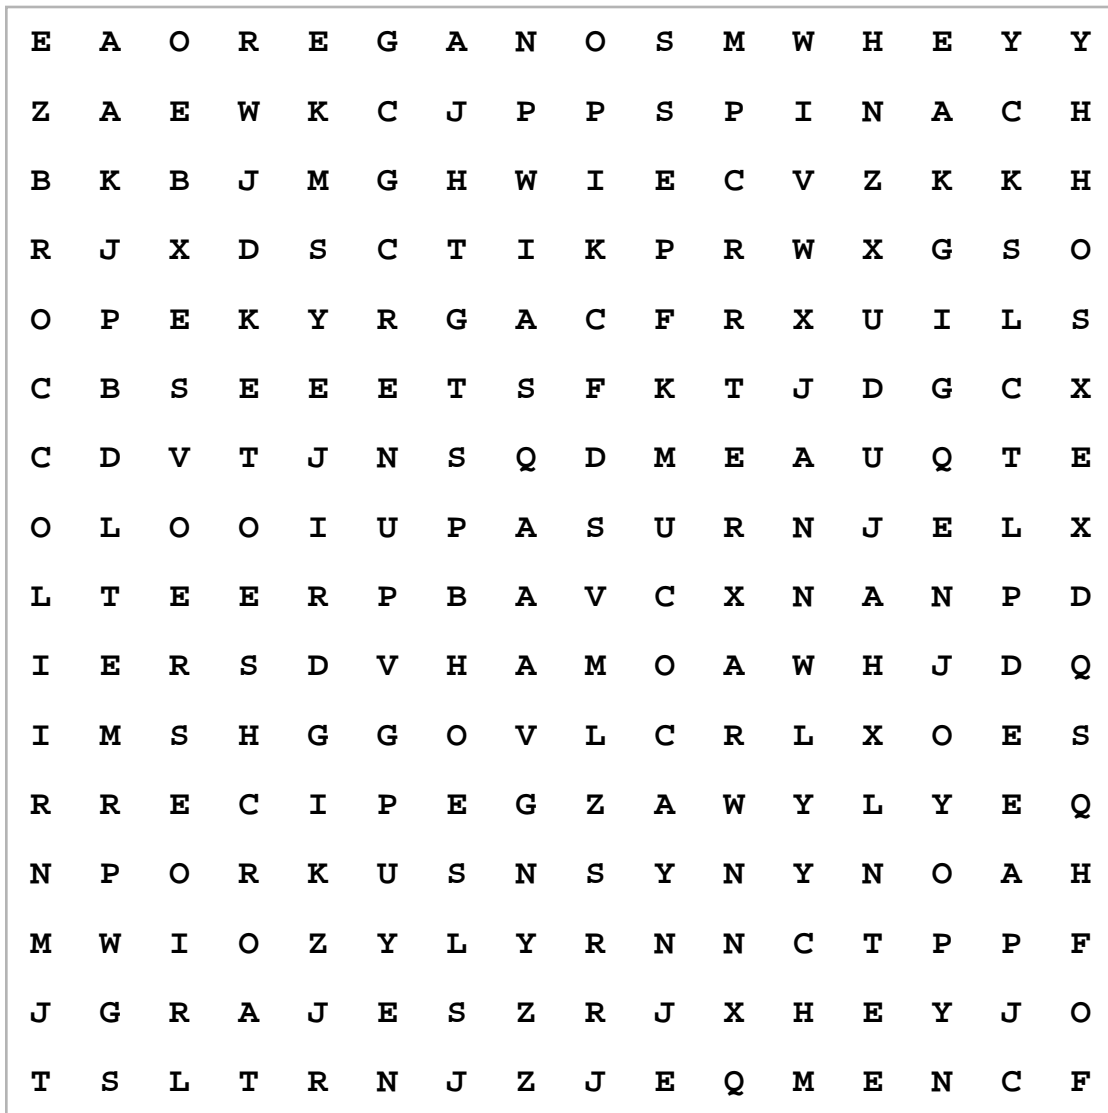 E A O R E G A N O S M W H E Y Y
Z A E W K C J P P S P I N A C H
B K B J M G H W I E C V Z K K H
R J X D S C T I K P R W X G S O
O P E K Y R G A C F R X U I L S
C B S E E E T S F K T J D G C X
C D V T J N S Q D M E A U Q T E
O L O O I U P A S U R N J E L X
L T E E R P B A V C X N A N P D
I E R S D V H A M O A W H J D Q
I M S H G G O V L C R L X O E S
R R E C I P E G Z A W Y L Y E Q
N P O R K U S N S Y N Y N O A H
M W I O Z Y L Y R N N C T P P F
J G R A J E S Z R J X H E Y J O
T S L T R N J Z J E Q M E N C F